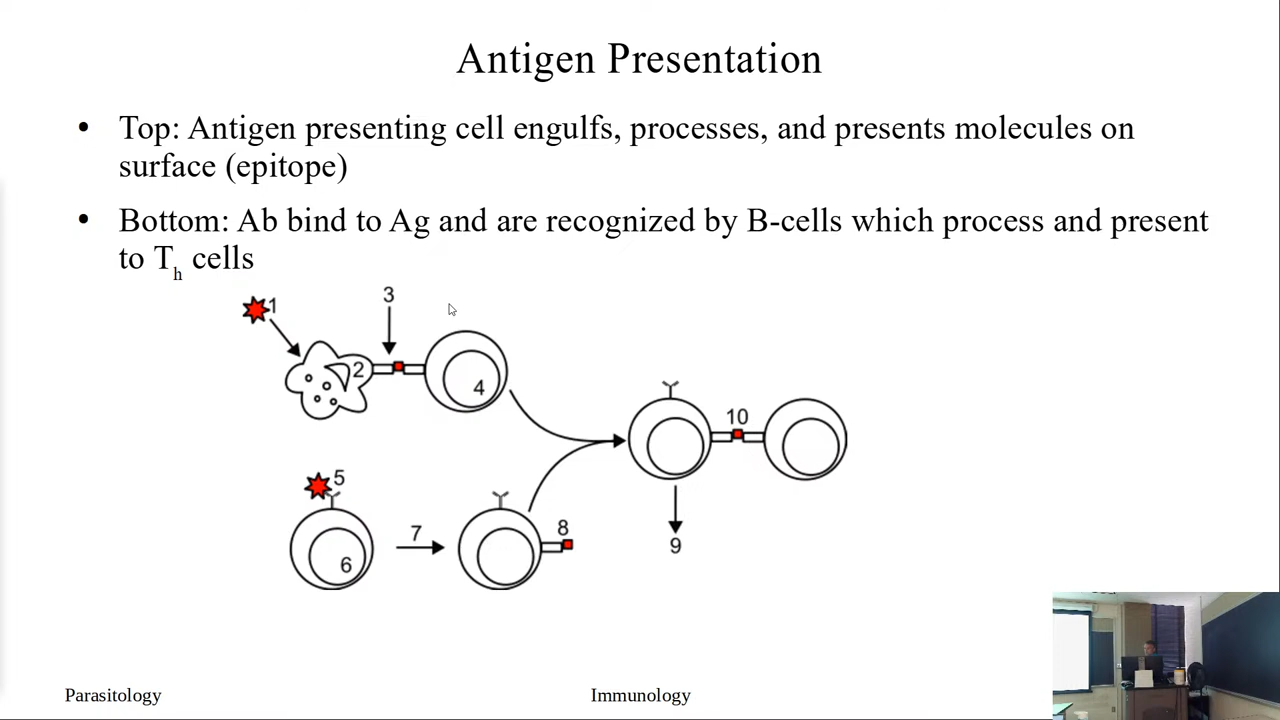 Antigen Presentation
• Top: Antigen presenting cell engulfs, processes, and presents molecules on
surface (epitope)
• Bottom: Ab bind to Ag and are recognized by B-cells which process and present
to Th cells
1
3
2
4
10
5
7
8
6
9
Parasitology
Immunology